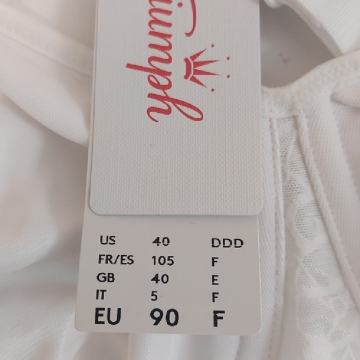 Triumph
US 40 DDD
FR/ES 105 F
GB 40 E
IT 5 F
EU 90 F